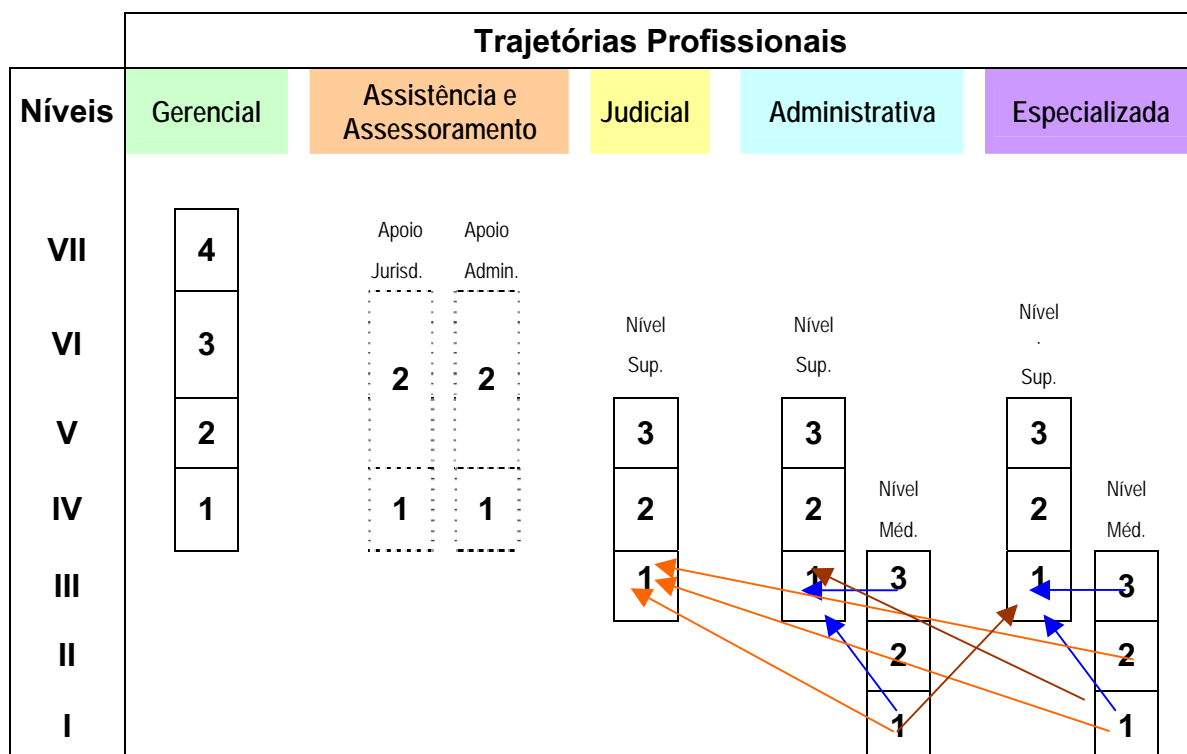 Trajetórias Profissionais
Níveis
Gerencial
Assistência e
Assessoramento
Judicial
Administrativa
Especializada
VII
4
Apoio
Jurisd.
Apoio
Admin.
VI
3
2
2
Nível
Sup.
Nível
Sup.
Nível
.
Sup.
V
2
3
3
3
IV
1
1
1
2
2
Nível
Méd.
2
Nível
Méd.
III
1
1
3
1
3
II
2
2
I
1
1